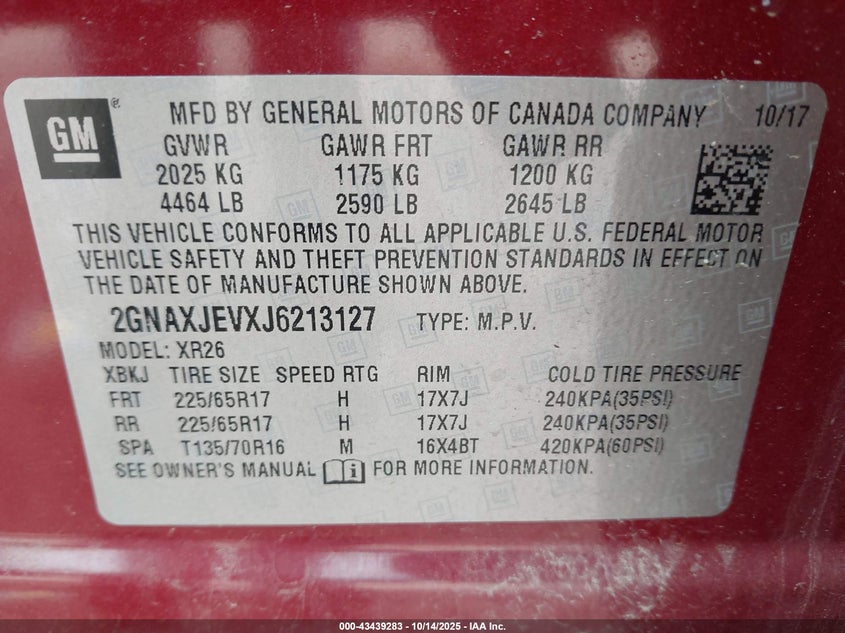 GM
MFD BY GENERAL MOTORS OF CANADA COMPANY 10/17
GVWR GAWR FRT GAWR RR
2025 KG 1175 KG 1200 KG
4464 LB 2590 LB 2645 LB
THIS VEHICLE CONFORMS TO ALL APPLICABLE U.S. FEDERAL MOTOR
VEHICLE SAFETY AND THEFT PREVENTION STANDARDS IN EFFECT ON
THE DATE OF MANUFACTURE SHOWN ABOVE.
2GNAXJEVXJ6213127 TYPE: M.P.V.
MODEL: XR26
XBKJ TIRE SIZE SPEED RTG RIM COLD TIRE PRESSURE
FRT 225/65R17 H 17X7J 240KPA(35PSI)
RR 225/65R17 H 17X7J 240KPA(35PSI)
SPA T135/70R16 M 16X4BT 420KPA(60PSI)
SEE OWNER'S MANUAL i FOR MORE INFORMATION.
000-43439283 - 10/14/2025 - IAA Inc.